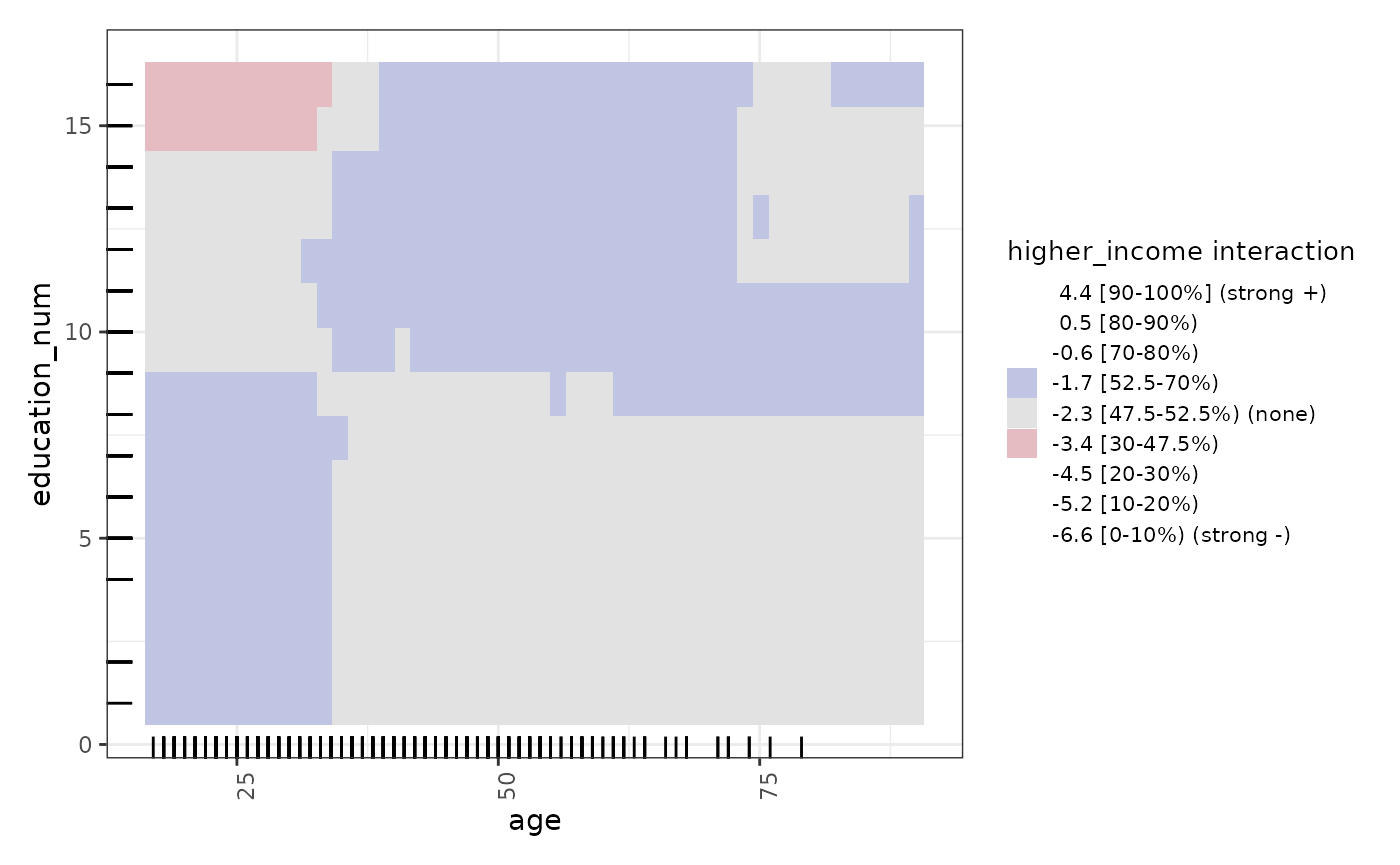 15
10
5
0
education_num
25
50
75
age
higher_income interaction
4.4 [90-100%] (strong +)
0.5 [80-90%)
-0.6 [70-80%)
-1.7 [52.5-70%)
-2.3 [47.5-52.5%) (none)
-3.4 [30-47.5%)
-4.5 [20-30%)
-5.2 [10-20%)
-6.6 [0-10%) (strong -)